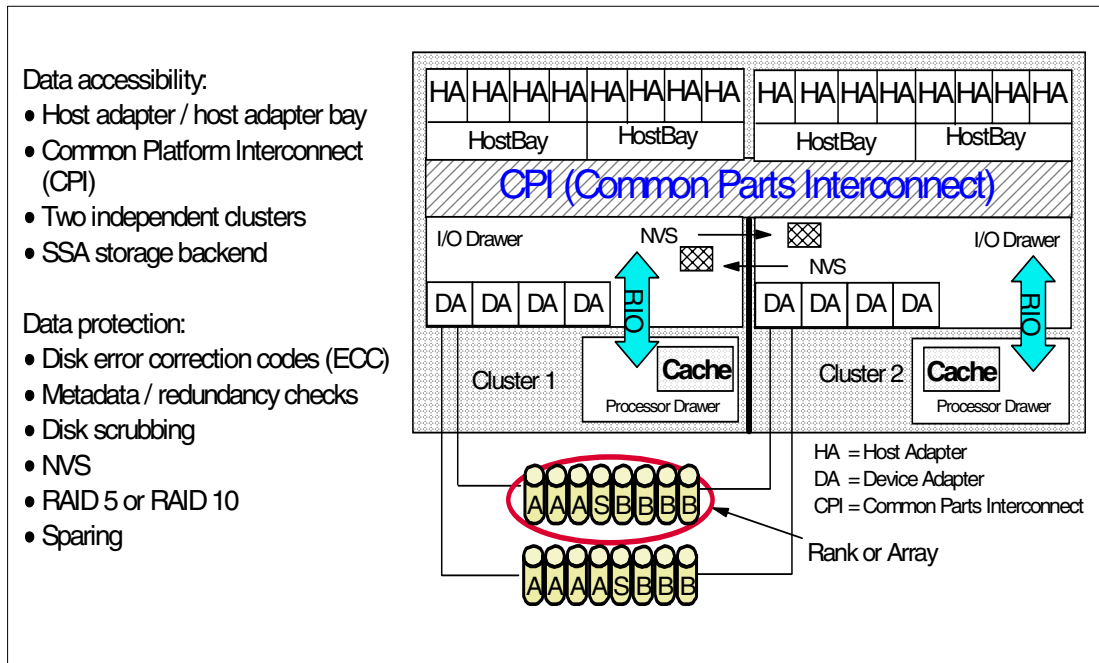 Data accessibility:
• Host adapter / host adapter bay
• Common Platform Interconnect
(CPI)
• Two independent clusters
• SSA storage backend
Data protection:
• Disk error correction codes (ECC)
• Metadata / redundancy checks
• Disk scrubbing
• NVS
• RAID 5 or RAID 10
• Sparing
HA HA HA HA HA HA HA HA
HA HA HA HA HA HA HA HA
HostBay HostBay
HostBay HostBay
CPI (Common Parts Interconnect)
I/O Drawer
NVS
NVS
I/O Drawer
DA DA DA DA
RIO
DA DA DA DA
RIO
Cluster 1
Cache
Processor Drawer
Cluster 2
Cache
Processor Drawer
HA = Host Adapter
DA = Device Adapter
CPI = Common Parts Interconnect
A A A S B B B B
Rank or Array
A A A A S B B B